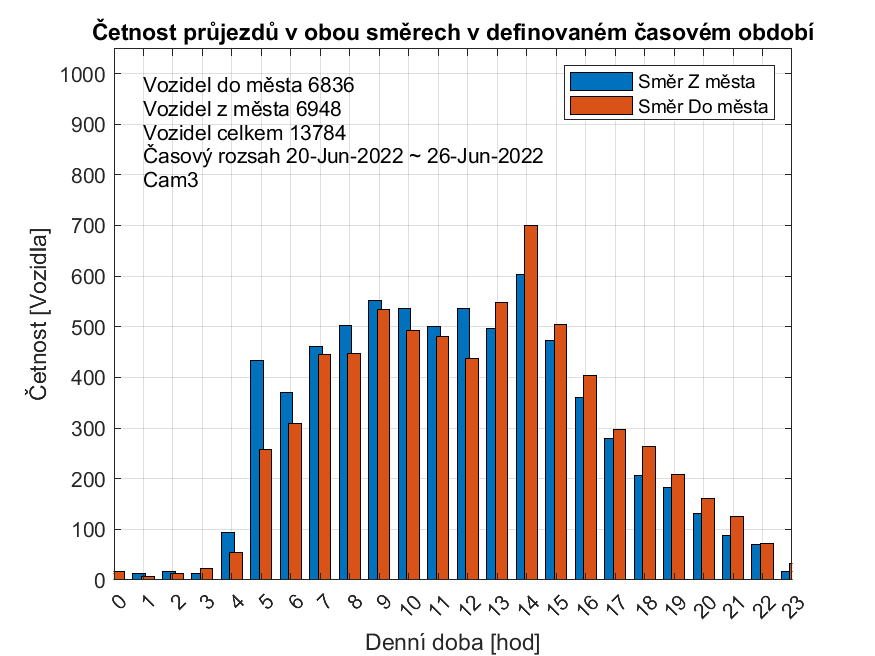 Četnost průjezdů v obou směrech v definovaném časovém období
Vozidel do města 6836
Vozidel z města 6948
Vozidel celkem 13784
Časový rozsah 20-Jun-2022 ~ 26-Jun-2022
Cam3
Směr Z města
Směr Do města
Četnost [Vozidla]
1000
900
800
700
600
500
400
300
200
100
0
0 1 2 3 4 5 6 7 8 9 10 11 12 13 14 15 16 17 18 19 20 21 22 23
Denní doba [hod]